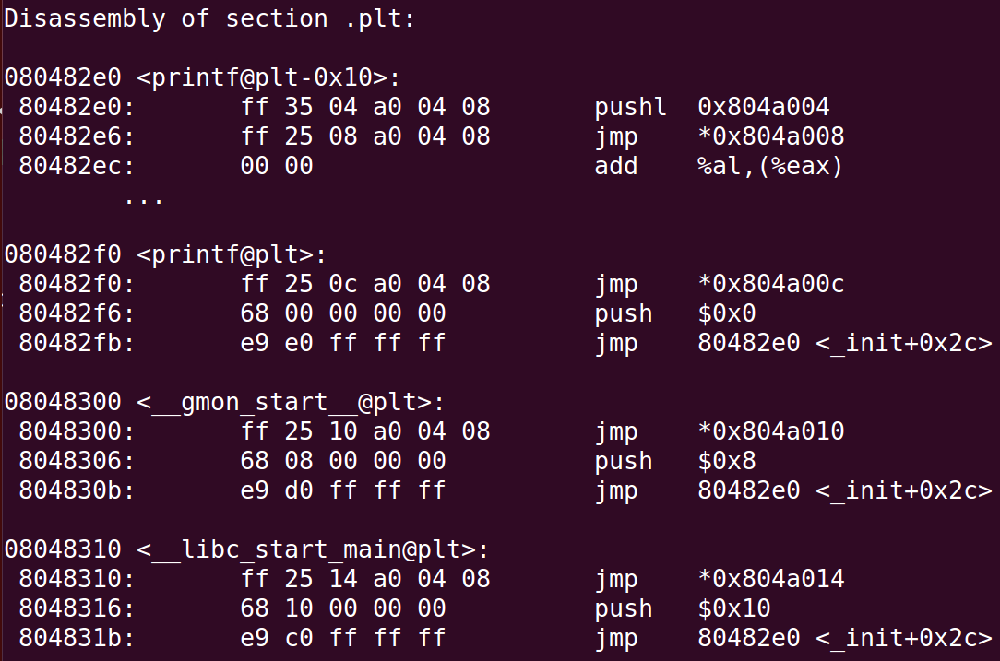 Disassembly of section .plt:
080482e0 <printf@plt-0x10>:
80482e0: ff 35 04 a0 04 08 pushl 0x804a004
80482e6: ff 25 08 a0 04 08 jmp *0x804a008
80482ec: 00 00 add %al,(%eax)
...
080482f0 <printf@plt>:
80482f0: ff 25 0c a0 04 08 jmp *0x804a00c
80482f6: 68 00 00 00 00 push $0x0
80482fb: e9 e0 ff ff ff jmp 80482e0 <_init+0x2c>
08048300 <__gmon_start__@plt>:
8048300: ff 25 10 a0 04 08 jmp *0x804a010
8048306: 68 08 00 00 00 push $0x8
804830b: e9 d0 ff ff ff jmp 80482e0 <_init+0x2c>
08048310 <__libc_start_main@plt>:
8048310: ff 25 14 a0 04 08 jmp *0x804a014
8048316: 68 10 00 00 00 push $0x10
804831b: e9 c0 ff ff ff jmp 80482e0 <_init+0x2c>